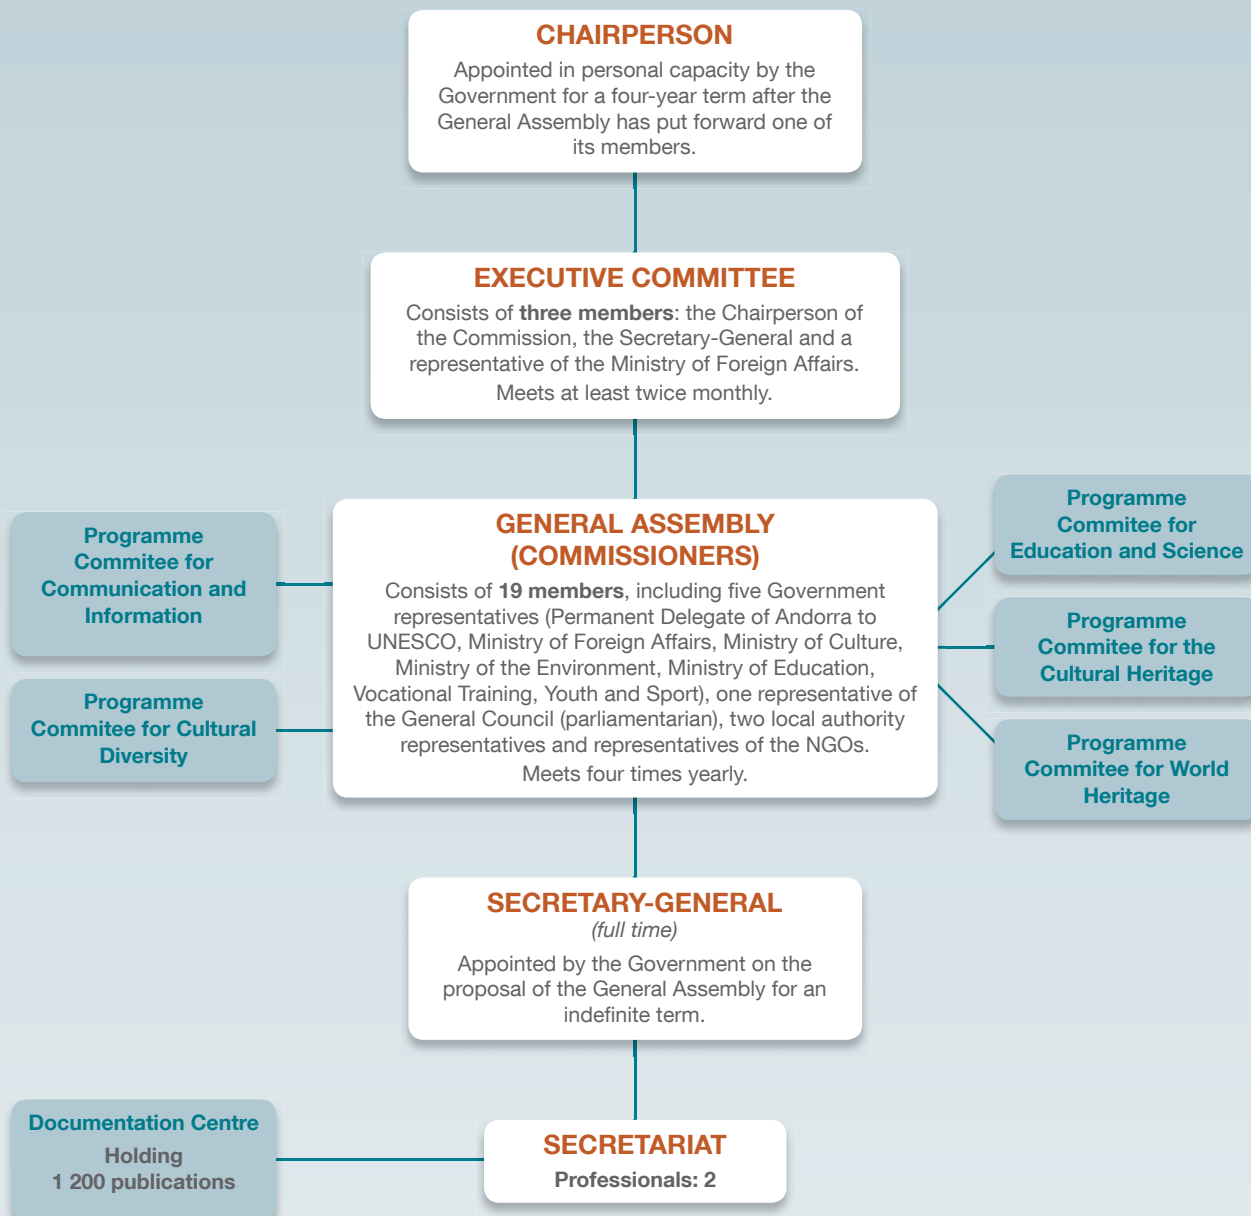 CHAIRPERSON
Appointed in personal capacity by the
Government for a four-year term after the
General Assembly has put forward one of
its members.
EXECUTIVE COMMITTEE
Consists of three members: the Chairperson of
the Commission, the Secretary-General and a
representative of the Ministry of Foreign Affairs.
Meets at least twice monthly.
Programme
Commitee for
Communication and
Information
Programme
Commitee for Cultural
Diversity
GENERAL ASSEMBLY
(COMMISSIONERS)
Consists of 19 members, including five Government
representatives (Permanent Delegate of Andorra to
UNESCO, Ministry of Foreign Affairs, Ministry of Culture,
Ministry of the Environment, Ministry of Education,
Vocational Training, Youth and Sport), one representative of
the General Council (parliamentarian), two local authority
representatives and representatives of the NGOs.
Meets four times yearly.
Programme
Commitee for
Education and Science
Programme
Commitee for the
Cultural Heritage
Programme
Commitee for World
Heritage
SECRETARY-GENERAL
(full time)
Appointed by the Government on the
proposal of the General Assembly for an
indefinite term.
Documentation Centre
Holding
1 200 publications
SECRETARIAT
Professionals: 2